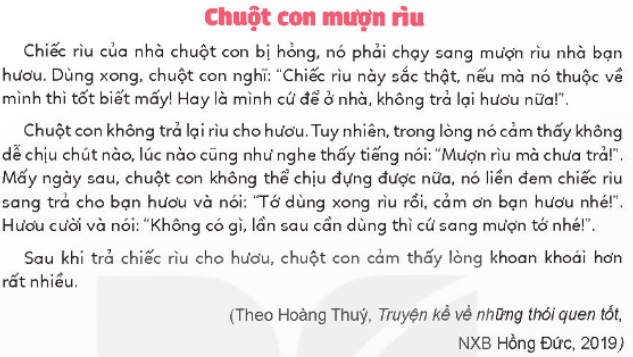 Chuột con mượn rìu
Chiếc rìu của nhà chuột con bị hỏng, nó phải chạy sang mượn rìu nhà bạn
hươu. Dùng xong, chuột con nghĩ: “Chiếc rìu này sắc thật, nếu mà nó thuộc về
mình thì tốt biết mấy! Hay là mình cứ để ở nhà, không trả lại hươu nữa!”.
Chuột con không trả lại rìu cho hươu. Tuy nhiên, trong lòng nó cảm thấy không
dễ chịu chút nào, lúc nào cũng như nghe thấy tiếng nói: “Mượn rìu mà chưa trả!”.
Mấy ngày sau, chuột con không thể chịu đựng được nữa, nó liền đem chiếc rìu
sang trả cho bạn hươu và nói: “Tớ dùng xong rìu rồi, cảm ơn bạn hươu nhé!”.
Hươu cười và nói: “Không có gì, lần sau cần dùng thì cứ sang mượn tớ nhé!”.
Sau khi trả chiếc rìu cho hươu, chuột con cảm thấy lòng khoan khoái hơn
rất nhiều.
(Theo Hoàng Thuý, Truyện kể về những thói quen tốt,
NXB Hồng Đức, 2019)